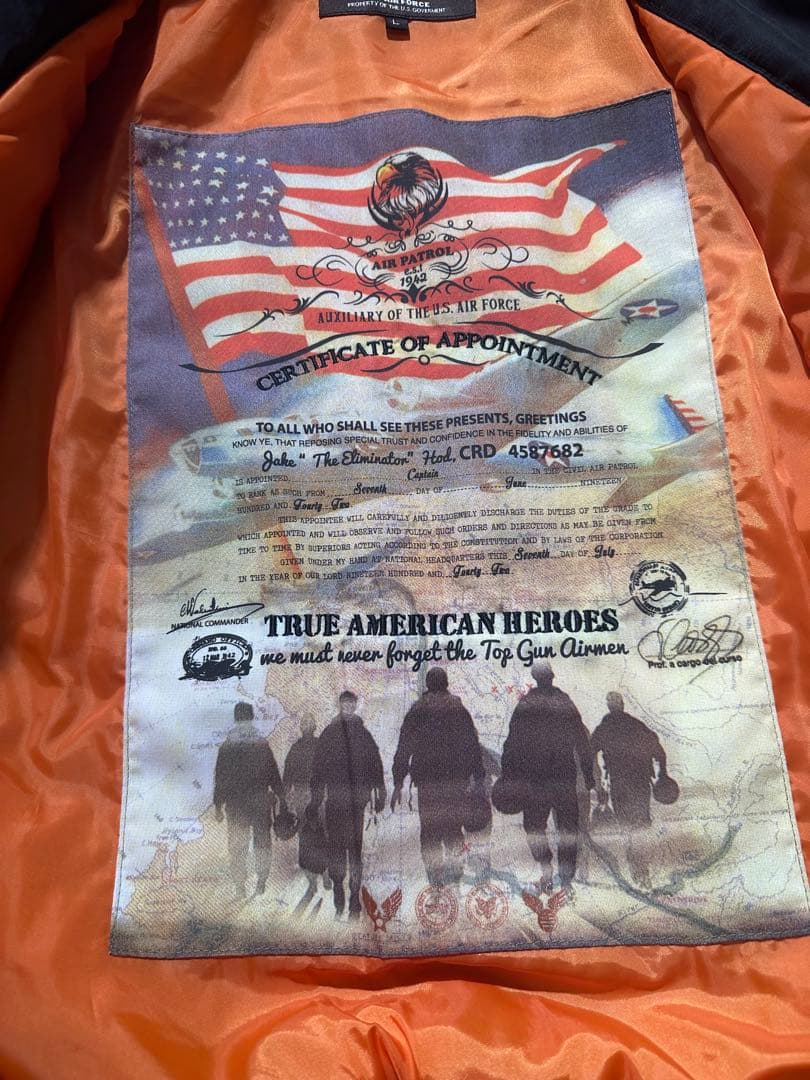 AIR FORCE
PROPERTY OF THE U.S. GOVERMENT
L
AIR PATROL
e.s.t
1942
AUXILIARY OF THE U.S. AIR FORCE
CERTIFICATE OF APPOINTMENT
TO ALL WHO SHALL SEE THESE PRESENTS, GREETINGS
KNOW YE, THAT REPOSING SPECIAL TRUST AND CONFIDENCE IN THE FIDELITY AND ABILITIES OF
Jake " The Eliminator" Hod, CRD 4587682
IS APPOINTED Captain IN THE CIVIL AIR PATROL
TO RANK AS SUCH FROM Seventh DAY OF June NINETEEN
HUNDRED AND Fourty Two
THIS APPOINTER WILL CAREFULLY AND DILIGENTLY DISCHARGE THE DUTIES OF THE GRADE TO
WHICH APPOINTED AND WILL OBSERVE AND FOLLOW SUCH ORDERS AND DIRECTIONS AS MAY BE GIVEN FROM
TIME TO TIME BY SUPERIORS ACTING ACCORDING TO THE CONSTITUTION AND BY LAWS OF THE CORPORATION
GIVEN UNDER MY HAND AT NATIONAL HEADQUARTERS THIS Seventh DAY OF July
IN THE YEAR OF OUR LORD NINETEEN HUNDRED AND Fourty Two
NATIONAL COMMANDER
TRUE AMERICAN HEROES
we must never forget the Top Gun Airmen
Prof. a cargo del curso